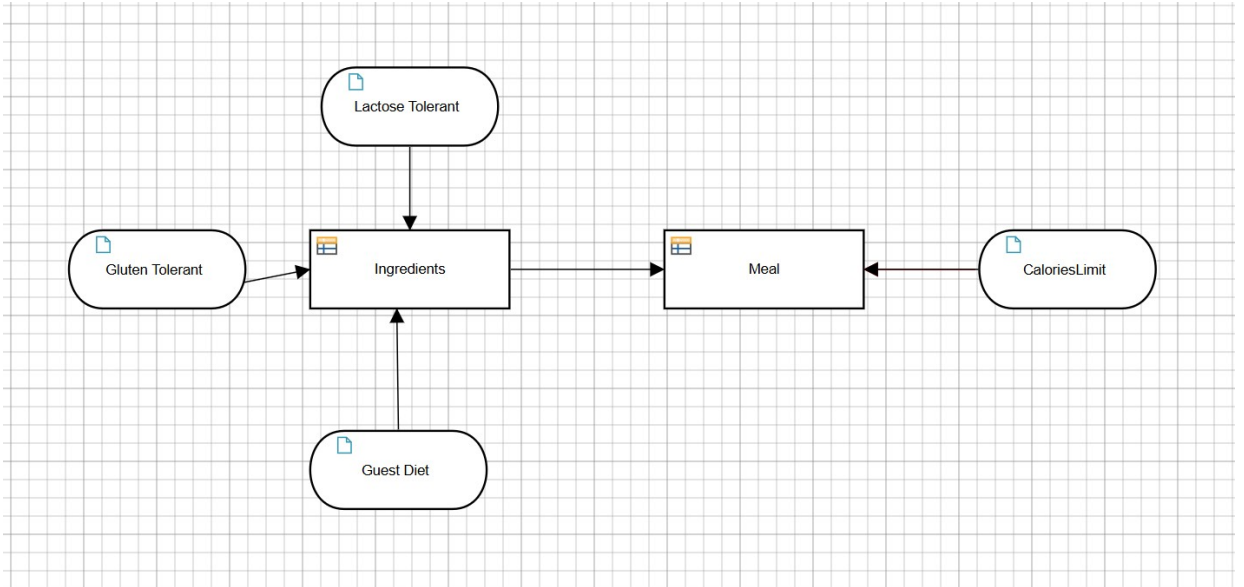 Lactose Tolerant
Gluten Tolerant
Ingredients
Meal
CaloriesLimit
Guest Diet